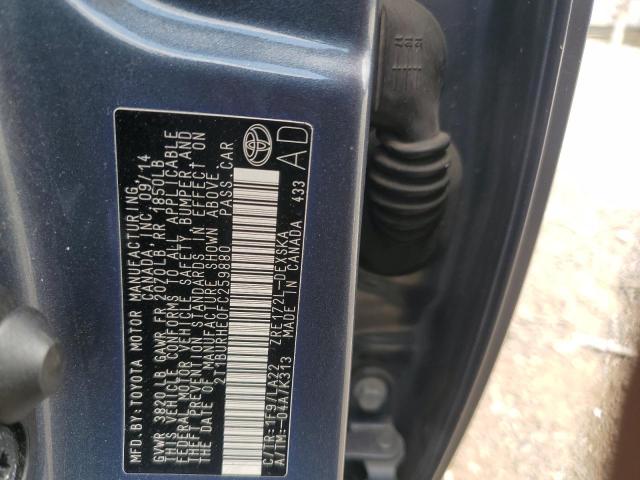 MFD.BY: TOYOTA MOTOR MANUFACTURING
CANADA, INC. 09/14
GVWR 3820 LB GAWR FR 2070LB RR 1850LB
THIS VEHICLE CONFORMS TO ALL APPLICABLE
FEDERAL MOTOR VEHICLE SAFETY, BUMPER, AND
THEFT PREVENTION STANDARDS IN EFFECT ON
THE DATE OF MANUFACTURE SHOWN ABOVE.
2T1BURHE0FC259880 PASS CAR
C/TR: 1F9/LA22 ZRE172L-DEXSKA
A/TM: -04A/K313 MADE IN CANADA 433
AD